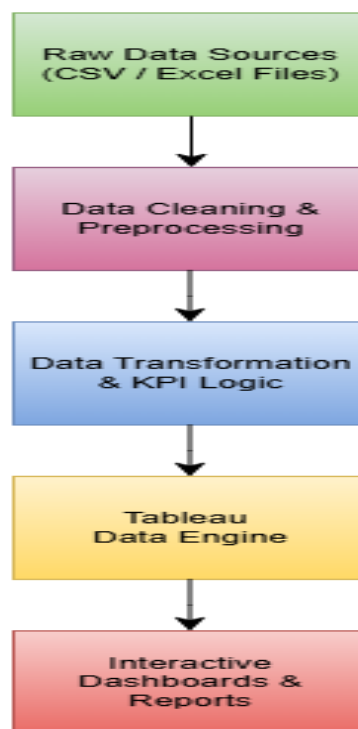 Raw Data Sources
(CSV / Excel Files)
Data Cleaning &
Preprocessing
Data Transformation
& KPI Logic
Tableau
Data Engine
Interactive
Dashboards &
Reports